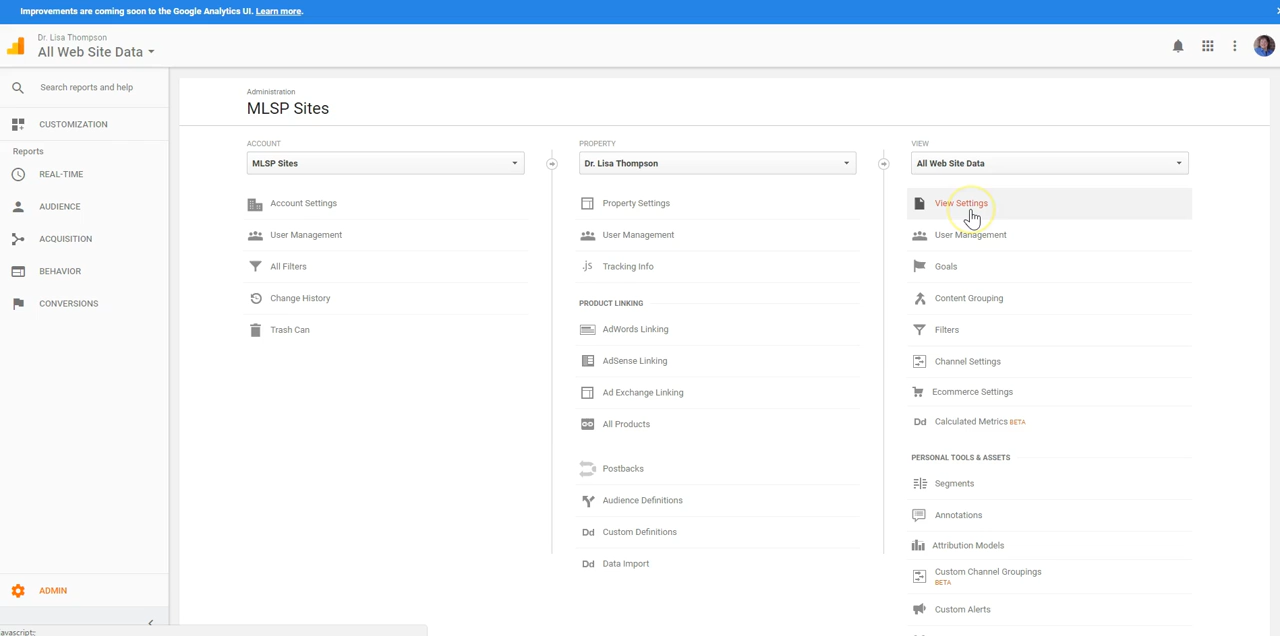 Improvements are coming soon to the Google Analytics UI. Learn more.
Dr. Lisa Thompson
All Web Site Data
Search reports and help
CUSTOMIZATION
Reports
REAL-TIME
AUDIENCE
ACQUISITION
BEHAVIOR
CONVERSIONS
ADMIN
avascript:;
Administration
MLSP Sites
ACCOUNT
MLSP Sites
Account Settings
User Management
All Filters
Change History
Trash Can
PROPERTY
Dr. Lisa Thompson
Property Settings
User Management
.js Tracking Info
PRODUCT LINKING
AdWords Linking
AdSense Linking
Ad Exchange Linking
All Products
Postbacks
Audience Definitions
Dd Custom Definitions
Dd Data Import
VIEW
All Web Site Data
View Settings
User Management
Goals
Content Grouping
Filters
Channel Settings
Ecommerce Settings
Dd Calculated Metrics BETA
PERSONAL TOOLS & ASSETS
Segments
Annotations
Attribution Models
Custom Channel Groupings
BETA
Custom Alerts